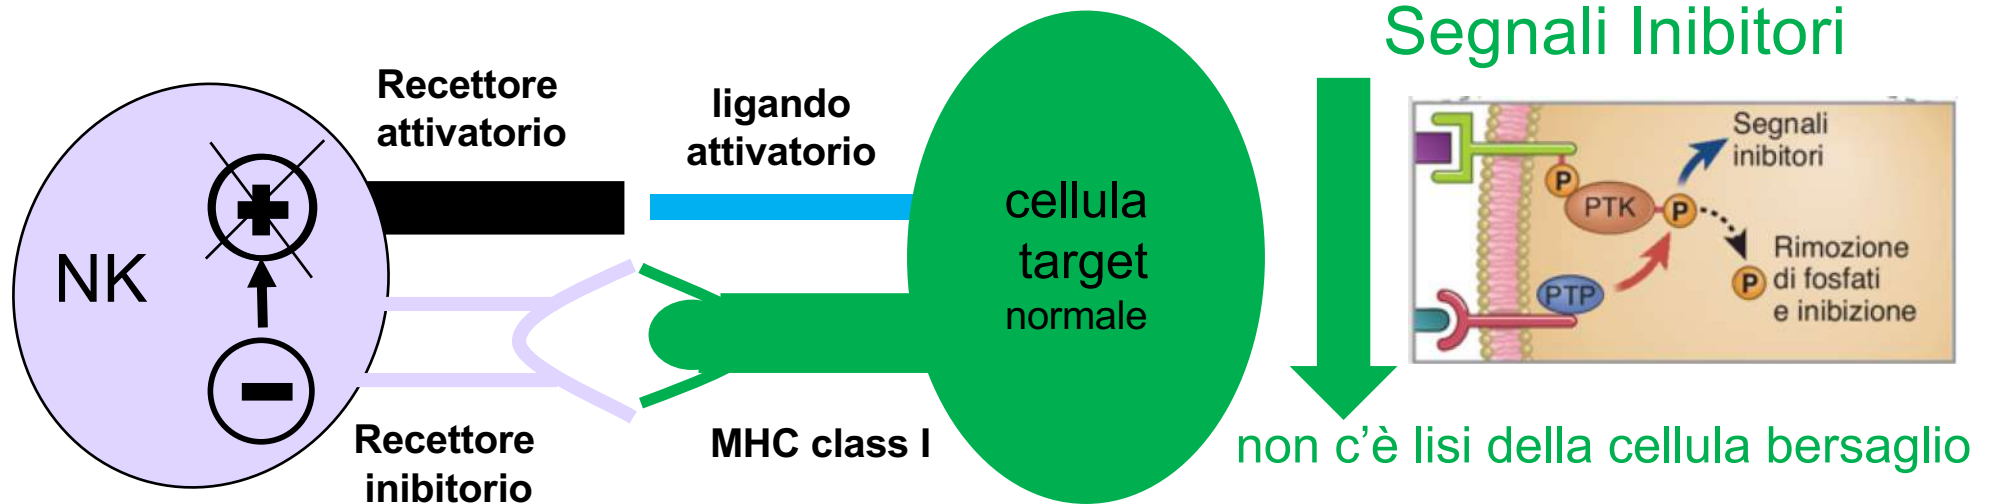 Segnali Inibitori
Recettore
attivatorio
ligando
attivatorio
NK
cellula
target
normale
Recettore
inibitorio
MHC class I
Segnali
inibitori
P
PTK
P
PTP
Rimozione
P di fosfati
e inibizione
non c'è lisi della cellula bersaglio